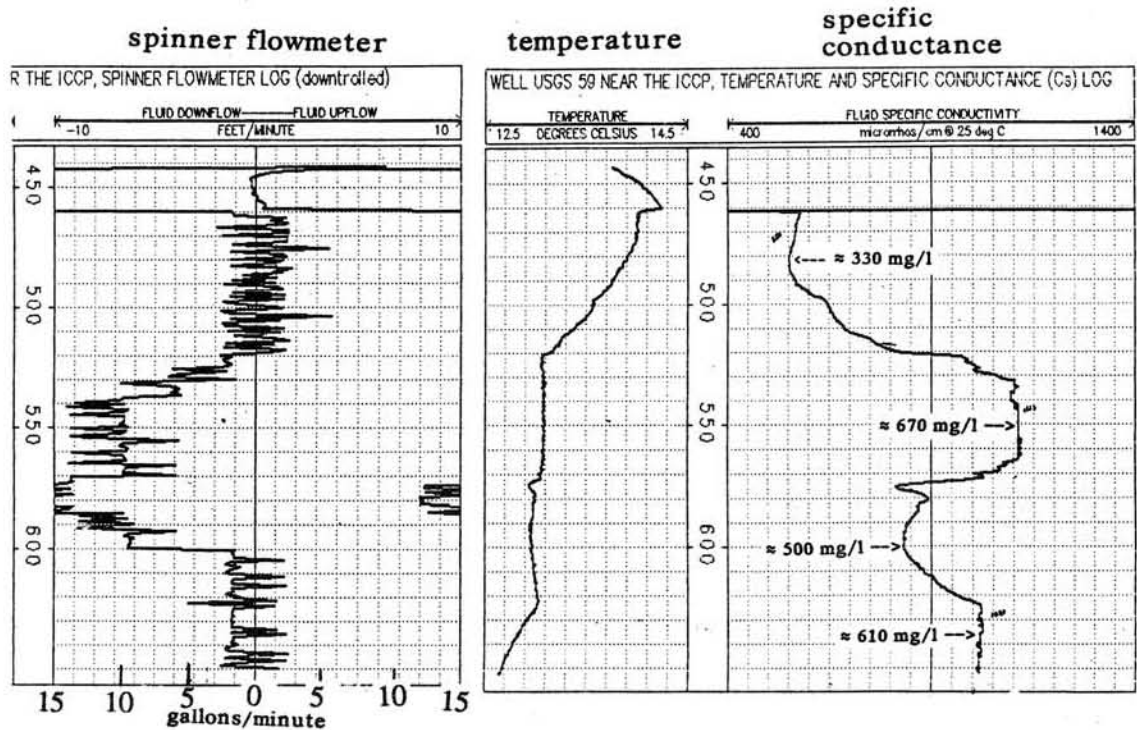 spinner flowmeter
temperature
specific
conductance
R THE ICCP, SPINNER FLOWMETER LOG (downtrolled)
WELL USGS 59 NEAR THE ICCP, TEMPERATURE AND SPECIFIC CONDUCTANCE (Cs) LOG
FLUID DOWNFLOW——FLUID UPFLOW
-10 FEET/MINUTE 10
TEMPERATURE
12.5 DEGREES CELSIUS 14.5
FLUID SPECIFIC CONDUCTIVITY
400 micromhos/cm @ 25 deg C 1400
450
500
550
600
450
500
550
600
≈ 330 mg/l
≈ 670 mg/l
≈ 500 mg/l
≈ 610 mg/l
10 5 0 5 10 15
gallons/minute